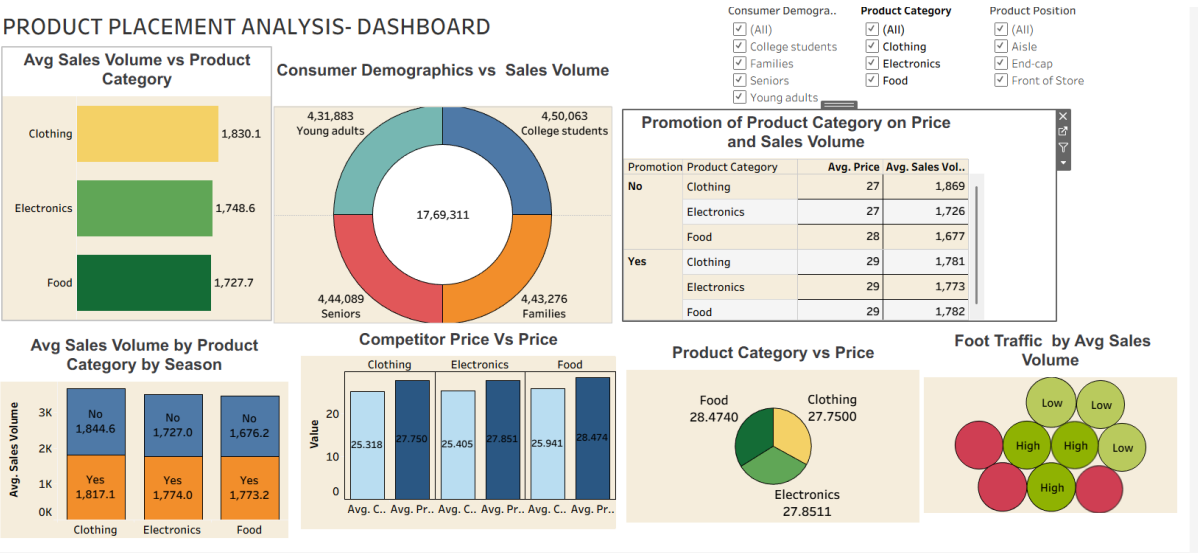 PRODUCT PLACEMENT ANALYSIS- DASHBOARD
Consumer Demogra..
(All)
College students
Families
Seniors
Young adults
Product Category
(All)
Clothing
Electronics
Food
Product Position
(All)
Aisle
End-cap
Front of Store
Avg Sales Volume vs Product
Category
Clothing
1,830.1
Electronics
1,748.6
Food
1,727.7
Consumer Demographics vs Sales Volume
4,31,883
Young adults
4,50,063
College students
17,69,311
4,44,089
Seniors
4,43,276
Families
Promotion of Product Category on Price
and Sales Volume
Promotion Product Category Avg. Price Avg. Sales Vol..
No Clothing 27 1,869
Electronics 27 1,726
Food 28 1,677
Yes Clothing 29 1,781
Electronics 29 1,773
Food 29 1,782
Avg Sales Volume by Product
Category by Season
Avg. Sales Volume
3K
2K
1K
0K
No
1,844.6
No
1,727.0
No
1,676.2
Yes
1,817.1
Yes
1,774.0
Yes
1,773.2
Clothing Electronics Food
Competitor Price Vs Price
Clothing Electronics Food
Value
20
10
0
25.318 27.750 25.405 27.851 25.941 28.474
Avg. C.. Avg. Pr.. Avg. C.. Avg. Pr.. Avg. C.. Avg. Pr..
Product Category vs Price
Food
28.4740
Clothing
27.7500
Electronics
27.8511
Foot Traffic by Avg Sales
Volume
Low Low
High High Low
High